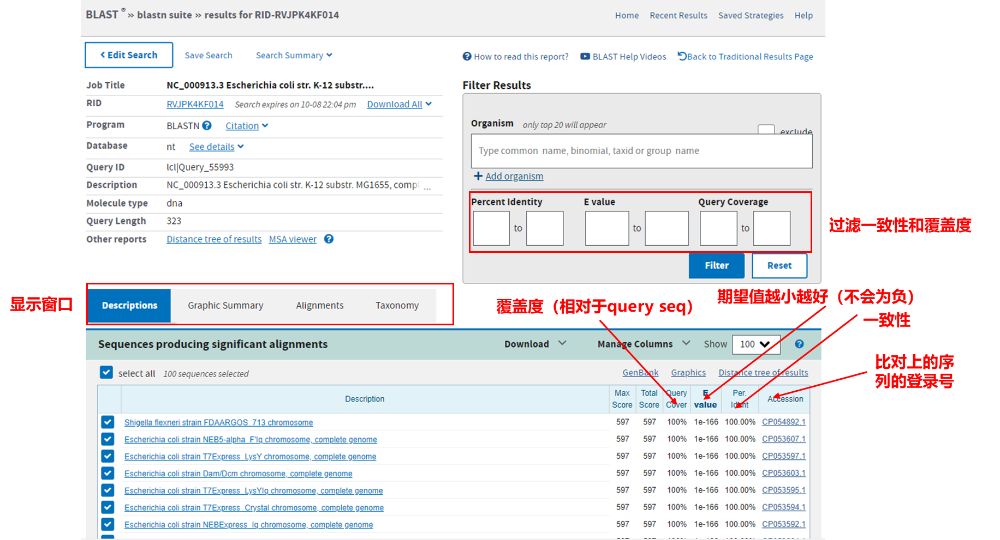 BLAST ® » blastn suite » results for RID-RVJPK4KF014
Home Recent Results Saved Strategies Help
Edit Search Save Search Search Summary
How to read this report? BLAST Help Videos Back to Traditional Results Page
Job Title NC_000913.3 Escherichia coli str. K-12 substr....
RID RVJPK4KF014 Search expires on 10-08 22:04 pm Download All
Program BLASTN Citation
Database nt See details
Query ID lcl|Query_55993
Description NC_000913.3 Escherichia coli str. K-12 substr. MG1655, compl ...
Molecule type dna
Query Length 323
Other reports Distance tree of results MSA viewer
Filter Results
Organism only top 20 will appear
exclude
Type common name, binomial, taxid or group name
Add organism
Percent Identity E value Query Coverage
to to to
过滤一致性和覆盖度
Filter Reset
显示窗口
Descriptions Graphic Summary Alignments Taxonomy
覆盖度（相对于query seq）
期望值越小越好（不会为负）
一致性
比对上的序
列的登录号
Sequences producing significant alignments Download Manage Columns Show 100
select all 100 sequences selected GenBank Graphics Distance tree of results
Description Max Score Total Score Query Cover E value Per. Ident Accession
Shigella flexneri strain FDAARGOS_713 chromosome 597 597 100% 1e-166 100.00% CP054892.1
Escherichia coli strain NEB5-alpha_F'Iq chromosome, complete genome 597 597 100% 1e-166 100.00% CP053607.1
Escherichia coli strain T7Express_LysY chromosome, complete genome 597 597 100% 1e-166 100.00% CP053597.1
Escherichia coli strain Dam/Dcm chromosome, complete genome 597 597 100% 1e-166 100.00% CP053603.1
Escherichia coli strain T7Express_LysYIq chromosome, complete genome 597 597 100% 1e-166 100.00% CP053595.1
Escherichia coli strain T7Express_Crystal chromosome, complete genome 597 597 100% 1e-166 100.00% CP053594.1
Escherichia coli strain NEBExpress_Iq chromosome, complete genome 597 597 100% 1e-166 100.00% CP053592.1